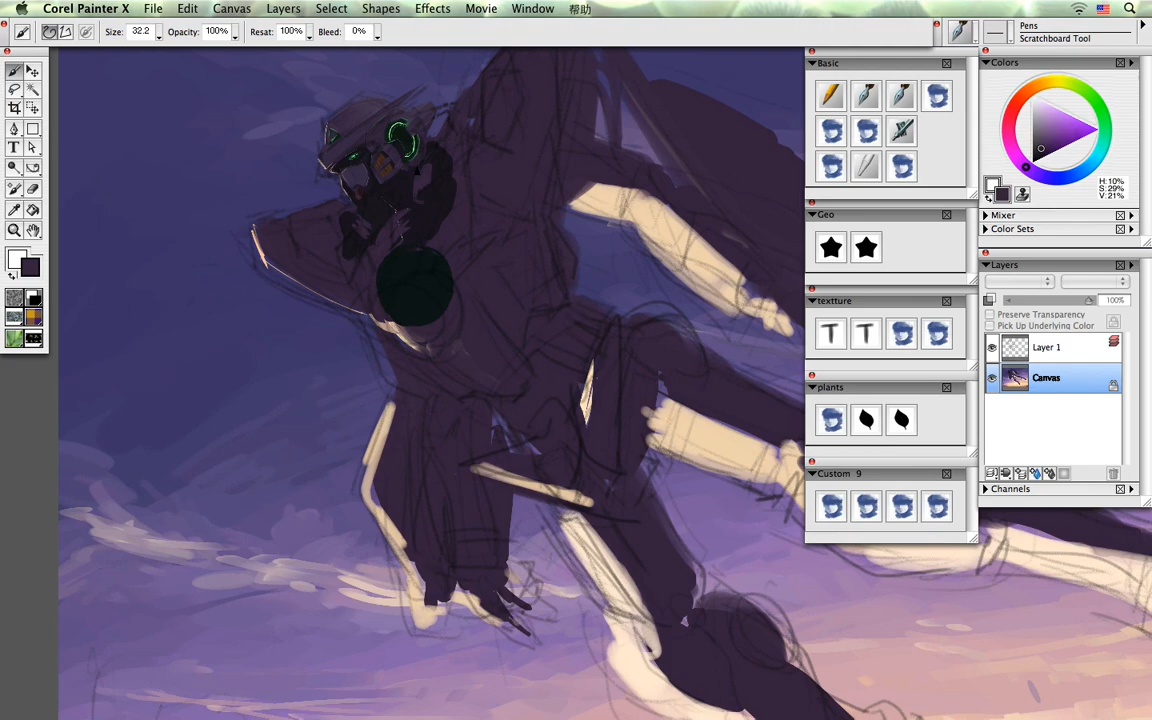 Corel Painter X File Edit Canvas Layers Select Shapes Effects Movie Window 帮助
Size: 32.2 Opacity: 100% Resat: 100% Bleed: 0%
Pens
Scratchboard Tool
Basic
Geo
textture
plants
Custom 9
Colors
H:10%
S:29%
V:21%
Mixer
Color Sets
Layers
100%
Preserve Transparency
Pick Up Underlying Color
Layer 1
Canvas
Channels
T
T T